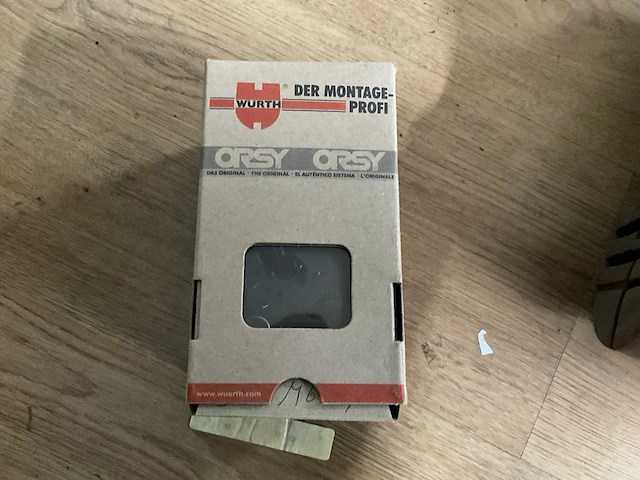 WURTH®
DER MONTAGE-
PROFI
ORSY ORSY
DAS ORIGINAL - THE ORIGINAL - EL AUTÉNTICO SISTEMA - L'ORIGINALE
www.wuerth.com